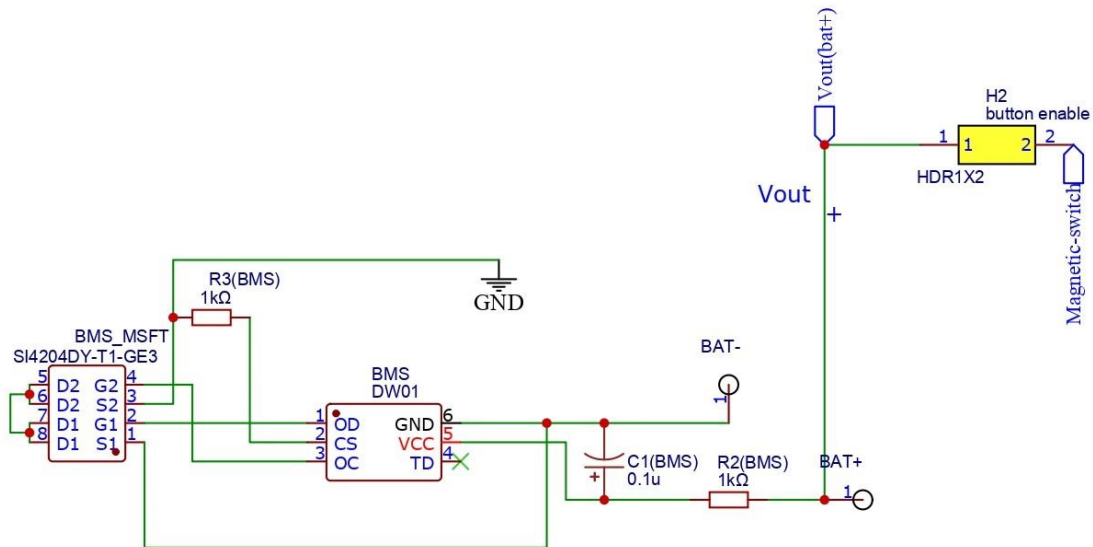 Vout(bat+)
H2
button enable
1
1
2
2
HDR1X2
Magnetic-switch
Vout
+
R3(BMS)
1kΩ
GND
BMS_MSFT
SI4204DY-T1-GE3
5 D2 G2 4
6 D2 S2 3
7 D1 G1 2
8 D1 S1 1
BMS
DW01
1 OD GND 6
2 CS VCC 5
3 OC TD 4
BAT-
1
C1(BMS)
0.1u
+
R2(BMS)
1kΩ
BAT+
1